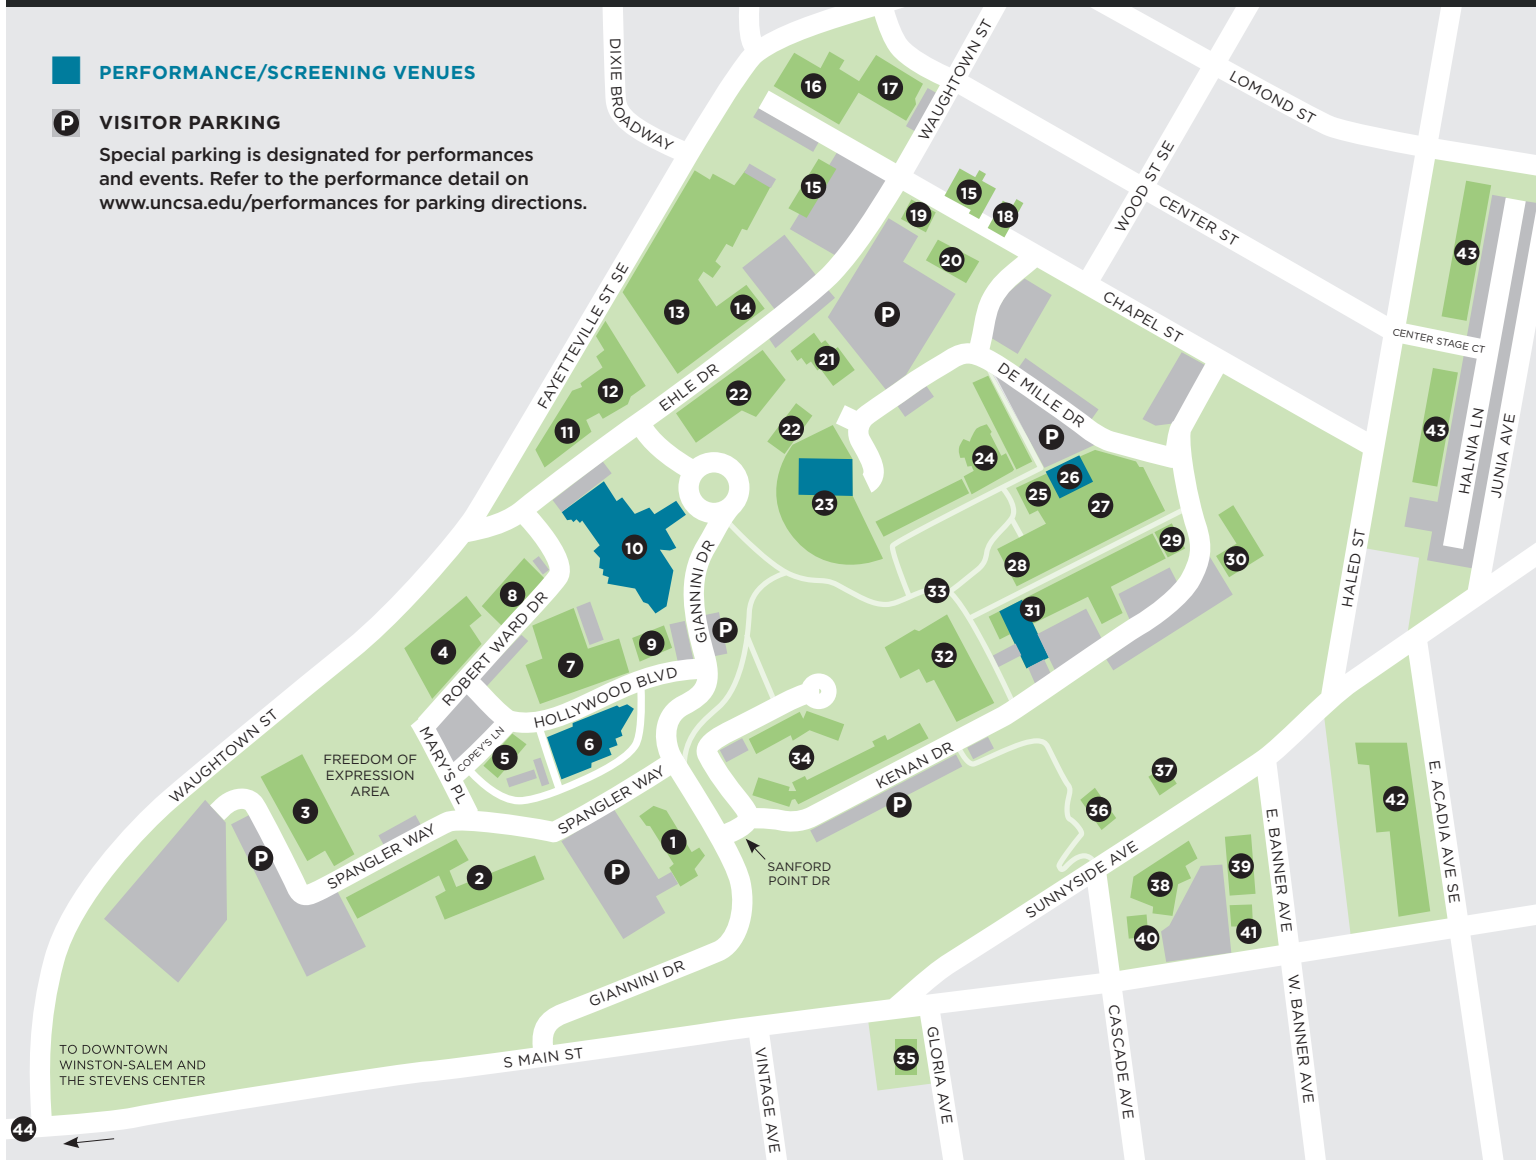 PERFORMANCE/SCREENING VENUES
P
VISITOR PARKING
Special parking is designated for performances
and events. Refer to the performance detail on
www.uncsa.edu/performances for parking directions.
DIXIE BROADWAY
WAUGHTOWN ST
LOMOND ST
16
17
WOOD ST SE
CENTER ST
15
15
18
19
20
43
FAYETTEVILLE ST SE
13
14
P
CHAPEL ST
CENTER STAGE CT
21
12
EHLE DR
22
DE MILLE DR
11
22
P
43
HALNIA LN
JUNIA AVE
24
26
25
23
27
10
29
28
30
HALED ST
GIANNINI DR
8
33
31
ROBERT WARD DR
P
4
9
7
32
HOLLYWOOD BLVD
WAUGHTOWN ST
MARY'S PL
COPEY'S LN
6
5
34
KENAN DR
FREEDOM OF
EXPRESSION
AREA
37
E. ACADIA AVE SE
42
3
SPANGLER WAY
P
36
E. BANNER AVE
SPANGLER WAY
1
P
P
SANFORD
POINT DR
SUNNYSIDE AVE
39
2
38
41
40
GIANNINI DR
W. BANNER AVE
CASCADE AVE
GLORIA AVE
35
S MAIN ST
VINTAGE AVE
TO DOWNTOWN
WINSTON-SALEM AND
THE STEVENS CENTER
44